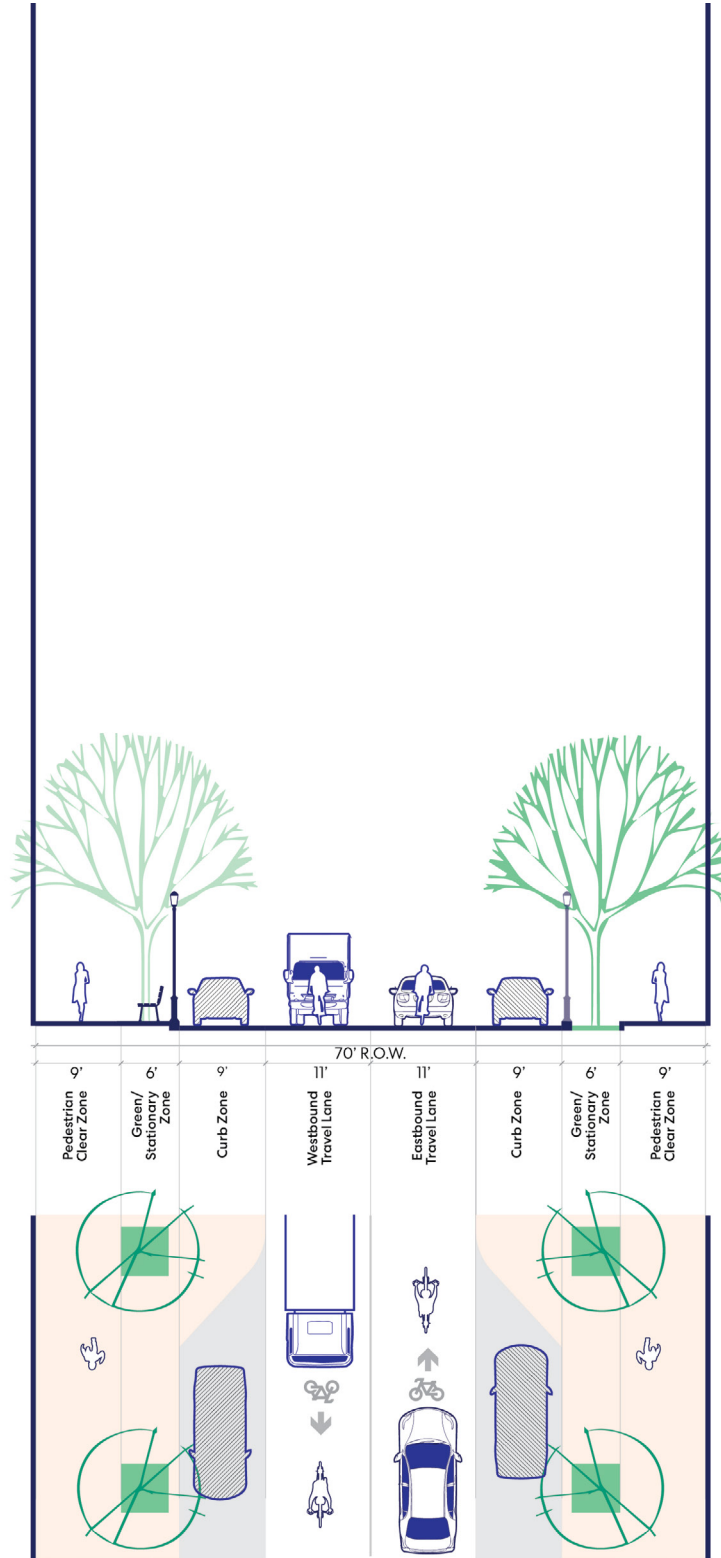 70' R.O.W.
9'
6'
9'
11'
11'
9'
6'
9'
Pedestrian
Clear Zone
Green/
Stationary
Zone
Curb Zone
Westbound
Travel Lane
Eastbound
Travel Lane
Curb Zone
Green/
Stationary
Zone
Pedestrian
Clear Zone